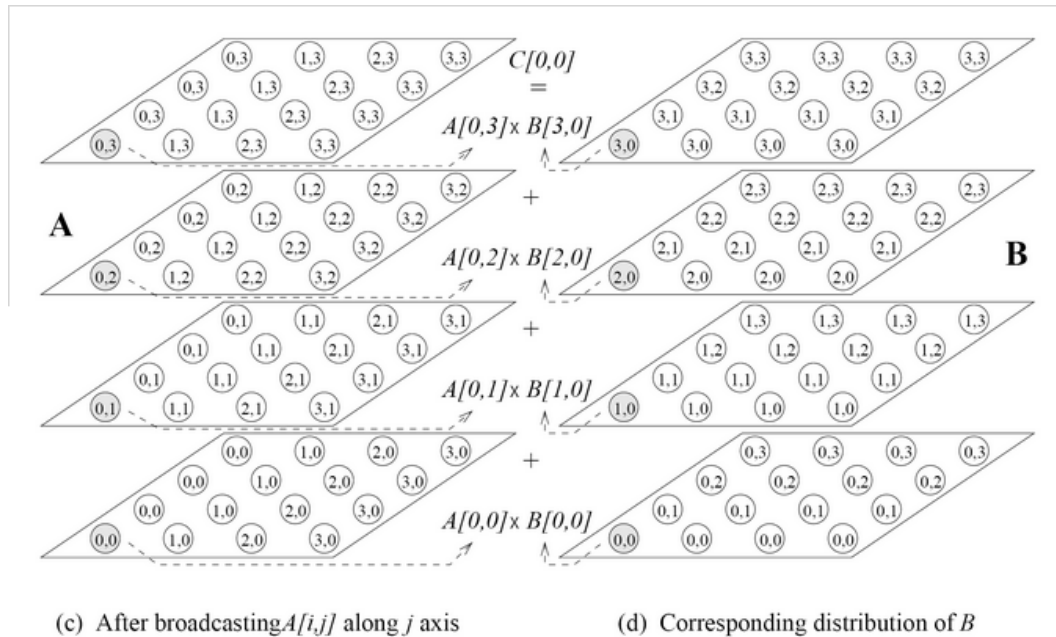 0,3 1,3 2,3 3,3 C[0,0] 3,3 3,3 3,3 3,3
0,3 1,3 2,3 3,3 = 3,2 3,2 3,2 3,2
0,3 1,3 2,3 3,3 A[0,3] x B[3,0] 3,1 3,1 3,1 3,1
0,3 1,3 2,3 3,3 3,0 3,0 3,0 3,0
0,2 1,2 2,2 3,2 + 2,3 2,3 2,3 2,3
A 0,2 1,2 2,2 3,2 2,2 2,2 2,2 2,2
0,2 1,2 2,2 3,2 A[0,2] x B[2,0] 2,1 2,1 2,1 2,1 B
0,2 1,2 2,2 3,2 2,0 2,0 2,0 2,0
0,1 1,1 2,1 3,1 + 1,3 1,3 1,3 1,3
0,1 1,1 2,1 3,1 1,2 1,2 1,2 1,2
0,1 1,1 2,1 3,1 A[0,1] x B[1,0] 1,1 1,1 1,1 1,1
0,1 1,1 2,1 3,1 1,0 1,0 1,0 1,0
0,0 1,0 2,0 3,0 + 0,3 0,3 0,3 0,3
0,0 1,0 2,0 3,0 0,2 0,2 0,2 0,2
0,0 1,0 2,0 3,0 A[0,0] x B[0,0] 0,1 0,1 0,1 0,1
0,0 1,0 2,0 3,0 0,0 0,0 0,0 0,0
(c) After broadcasting A[i,j] along j axis (d) Corresponding distribution of B